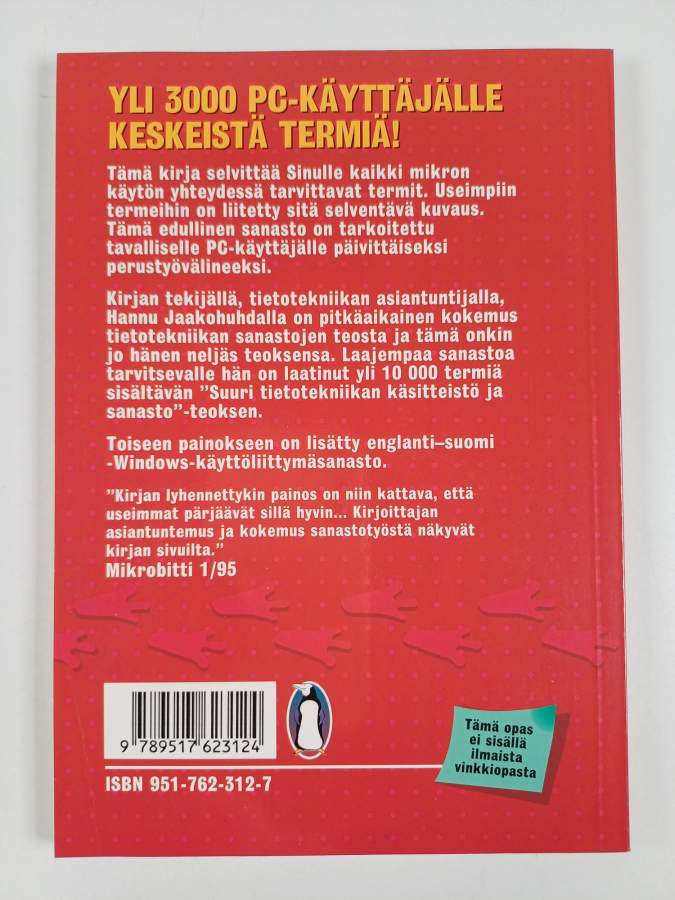 YLI 3000 PC-KÄYTTÄJÄLLE
KESKEISTÄ TERMIÄ!
Tämä kirja selvittää Sinulle kaikki mikron
käytön yhteydessä tarvittavat termit. Useimpiin
termeihin on liitetty sitä selventävä kuvaus.
Tämä edullinen sanasto on tarkoitettu
tavalliselle PC-käyttäjälle päivittäiseksi
perustyövälineeksi.
Kirjan tekijällä, tietotekniikan asiantuntijalla,
Hannu Jaakohuhdalla on pitkäaikainen kokemus
tietotekniikan sanastojen teosta ja tämä onkin
jo hänen neljäs teoksensa. Laajempaa sanastoa
tarvitsevalle hän on laatinut yli 10 000 termiä
sisältävän ”Suuri tietotekniikan käsitteistö ja
sanasto”-teoksen.
Toiseen painokseen on lisätty englanti–suomi
-Windows-käyttöliittymäsanasto.
”Kirjan lyhennettykin painos on niin kattava, että
useimmat pärjäävät sillä hyvin... Kirjoittajan
asiantuntemus ja kokemus sanastotyöstä näkyvät
kirjan sivuilta.”
Mikrobitti 1/95
9 789517 623124
ISBN 951-762-312-7
Tämä opas
ei sisällä
ilmaista
vinkkiopasta